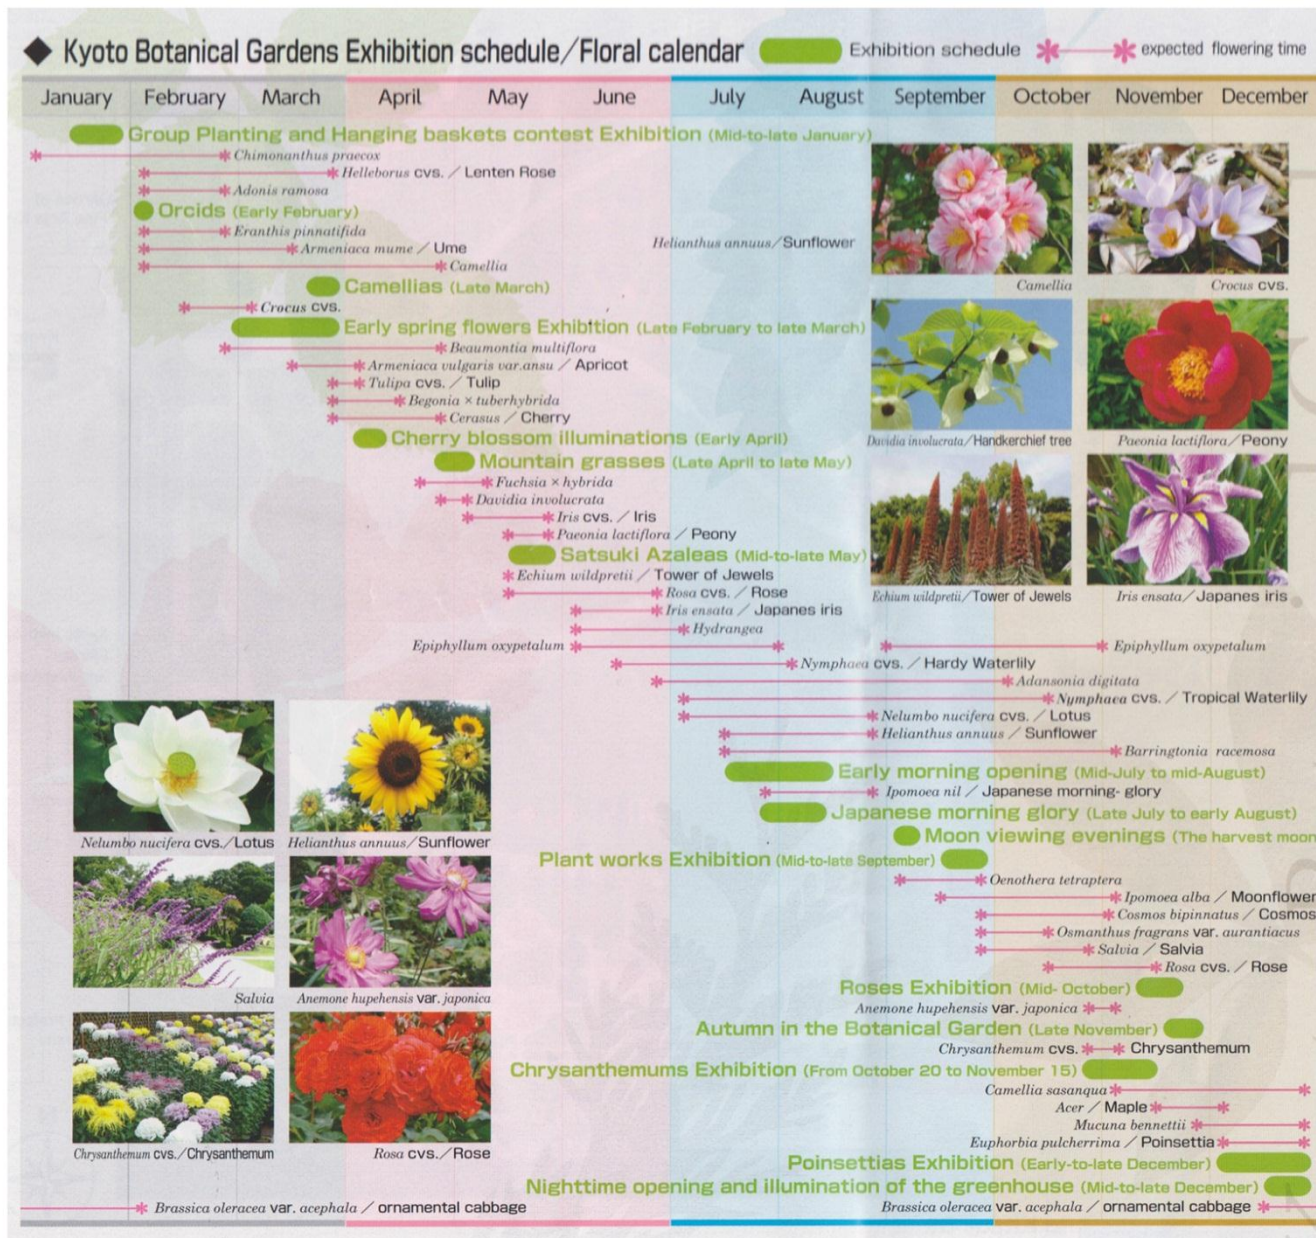 ◆ Kyoto Botanical Gardens Exhibition schedule/Floral calendar Exhibition schedule expected flowering time
January February March April May June July August September October November December
Group Planting and Hanging baskets contest Exhibition (Mid-to-late January)
Chimonanthus praecox
Helleborus cvs. / Lenten Rose
Adonis ramosa
Orcids (Early February)
Eranthis pinnatifida
Armeniaca mume / Ume
Helianthus annuus/Sunflower
Camellia
Camellia
Crocus cvs.
Camellias (Late March)
Crocus cvs.
Early spring flowers Exhibition (Late February to late March)
Beaumontia multiflora
Armeniaca vulgaris var.ansu / Apricot
Tulipa cvs. / Tulip
Begonia × tuberhybrida
Cerasus / Cherry
Cherry blossom illuminations (Early April)
Davidia involucrata/Handkerchief tree
Paeonia lactiflora/Peony
Mountain grasses (Late April to late May)
Fuchsia × hybrida
Davidia involucrata
Iris cvs. / Iris
Paeonia lactiflora / Peony
Satsuki Azaleas (Mid-to-late May)
Echium wildpretii / Tower of Jewels
Rosa cvs. / Rose
Echium wildpretii/Tower of Jewels
Iris ensata/Japanes iris
Iris ensata / Japanes iris
Hydrangea
Epiphyllum oxypetalum
Epiphyllum oxypetalum
Nymphaea cvs. / Hardy Waterlily
Adansonia digitata
Nymphaea cvs. / Tropical Waterlily
Nelumbo nucifera cvs. / Lotus
Helianthus annuus / Sunflower
Barringtonia racemosa
Early morning opening (Mid-July to mid-August)
Ipomoea nil / Japanese morning- glory
Japanese morning glory (Late July to early August)
Moon viewing evenings (The harvest moon
Nelumbo nucifera cvs./Lotus
Helianthus annuus/Sunflower
Plant works Exhibition (Mid-to-late September)
Oenothera tetraptera
Ipomoea alba / Moonflower
Cosmos bipinnatus / Cosmos
Osmanthus fragrans var. aurantiacus
Salvia / Salvia
Rosa cvs. / Rose
Roses Exhibition (Mid- October)
Salvia
Anemone hupehensis var. japonica
Anemone hupehensis var. japonica
Autumn in the Botanical Garden (Late November)
Chrysanthemum cvs. Chrysanthemum
Chrysanthemums Exhibition (From October 20 to November 15)
Camellia sasanqua
Acer / Maple
Mucuna bennettii
Euphorbia pulcherrima / Poinsettia
Chrysanthemum cvs./Chrysanthemum
Rosa cvs./Rose
Poinsettias Exhibition (Early-to-late December)
Nighttime opening and illumination of the greenhouse (Mid-to-late December)
Brassica oleracea var. acephala / ornamental cabbage
Brassica oleracea var. acephala / ornamental cabbage